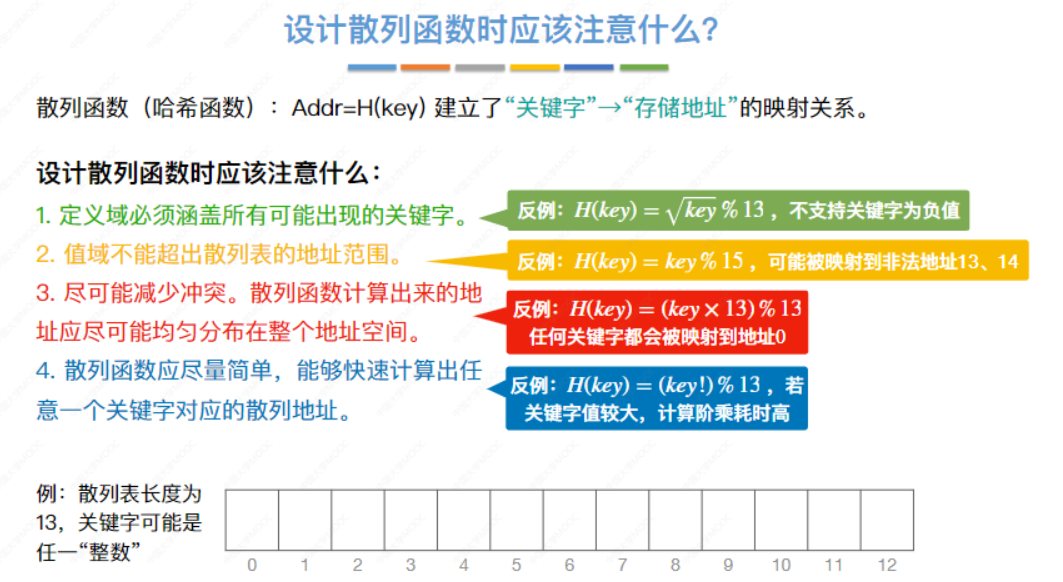 设计散列函数时应该注意什么?
散列函数（哈希函数）：Addr=H(key) 建立了“关键字”→“存储地址”的映射关系。
设计散列函数时应该注意什么：
1. 定义域必须涵盖所有可能出现的关键字。
反例：H(key) = √key % 13 ，不支持关键字为负值
2. 值域不能超出散列表的地址范围。
反例：H(key) = key % 15 ，可能被映射到非法地址13、14
3. 尽可能减少冲突。散列函数计算出来的地
址应尽可能均匀分布在整个地址空间。
反例：H(key) = (key × 13) % 13
任何关键字都会被映射到地址0
4. 散列函数应尽量简单，能够快速计算出任
意一个关键字对应的散列地址。
反例：H(key) = (key!) % 13 ，若
关键字值较大，计算阶乘耗时高
例：散列表长度为
13，关键字可能是
任一“整数”
0 1 2 3 4 5 6 7 8 9 10 11 12